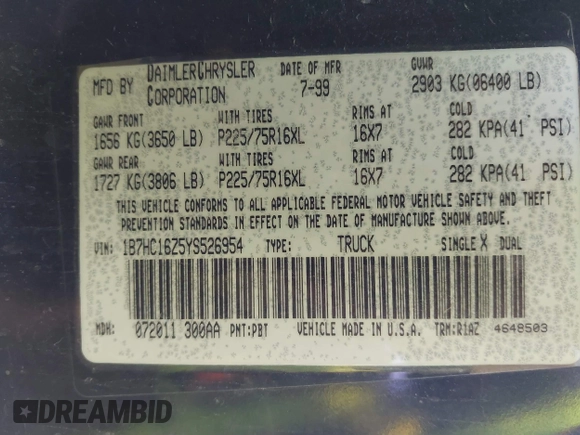 MFD BY DAIMLERCHRYSLER CORPORATION DATE OF MFR 7-99 GVWR 2903 KG(06400 LB)
GAWR FRONT WITH TIRES RIMS AT COLD
1656 KG(3650 LB) P225/75R16XL 16X7 282 KPA(41 PSI)
GAWR REAR WITH TIRES RIMS AT COLD
1727 KG(3806 LB) P225/75R16XL 16X7 282 KPA(41 PSI)
THIS VEHICLE CONFORMS TO ALL APPLICABLE FEDERAL MOTOR VEHICLE SAFETY AND THEFT
PREVENTION STANDARDS IN EFFECT ON THE DATE OF MANUFACTURE SHOWN ABOVE.
VIN: 1B7HC16Z5YS526954 TYPE: TRUCK SINGLE X DUAL
MDH: 072011 300AA PNT:PBT VEHICLE MADE IN U.S.A. TRM:R1AZ 4648503
DREAMBID